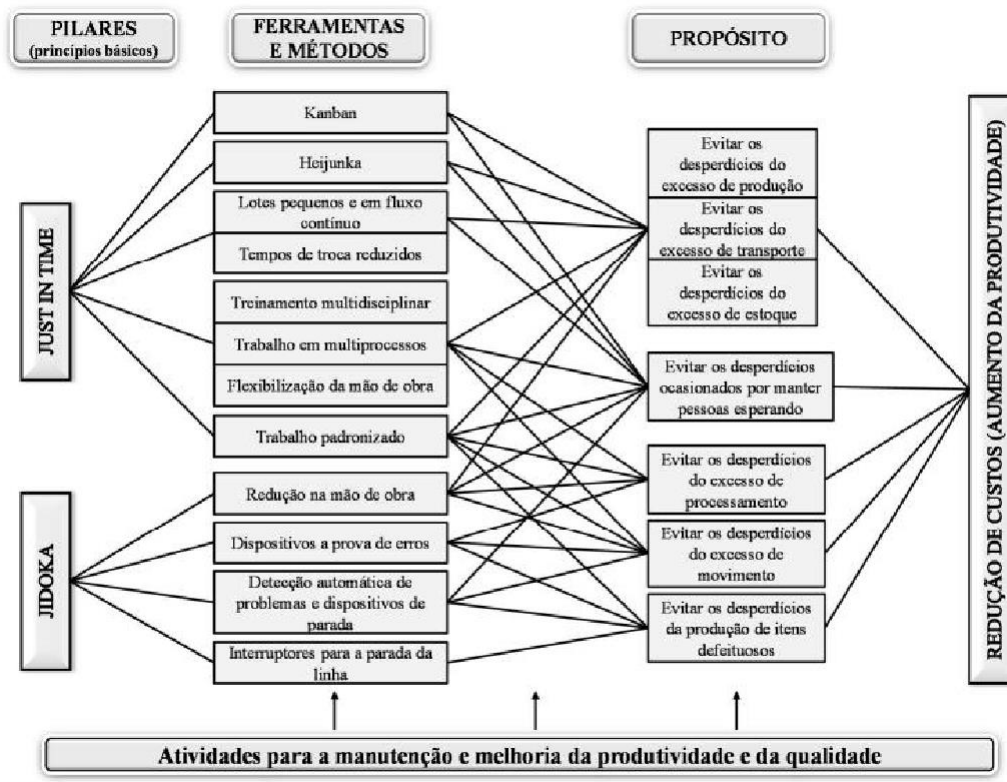 PILARES
(princípios básicos)
FERRAMENTAS
E MÉTODOS
PROPÓSITO
JUST IN TIME
JIDOKA
Kanban
Heijunka
Lotes pequenos e em fluxo
contínuo
Tempos de troca reduzidos
Treinamento multidisciplinar
Trabalho em multiprocessos
Flexibilização da mão de obra
Trabalho padronizado
Redução na mão de obra
Dispositivos a prova de erros
Detecção automática de
problemas e dispositivos de
parada
Interruptores para a parada da
linha
Evitar os
desperdícios do
excesso de produção
Evitar os
desperdícios do
excesso de transporte
Evitar os
desperdícios do
excesso de estoque
Evitar os desperdícios
ocasionados por manter
pessoas esperando
Evitar os desperdícios
do excesso de
processamento
Evitar os desperdícios
do excesso de
movimento
Evitar os desperdícios
da produção de itens
defeituosos
REDUÇÃO DE CUSTOS (AUMENTO DA PRODUTIVIDADE)
Atividades para a manutenção e melhoria da produtividade e da qualidade